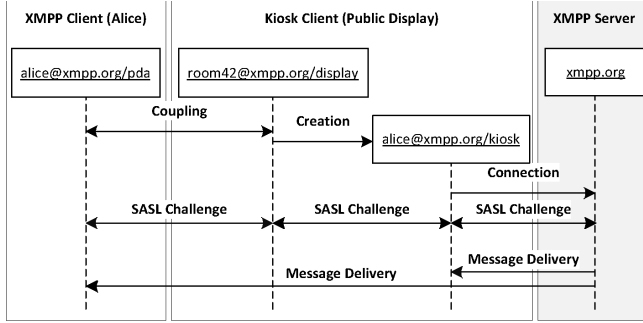 XMPP Client (Alice)
Kiosk Client (Public Display)
XMPP Server
alice@xmpp.org/pda
room42@xmpp.org/display
xmpp.org
Coupling
Creation
alice@xmpp.org/kiosk
Connection
SASL Challenge
SASL Challenge
SASL Challenge
Message Delivery
Message Delivery